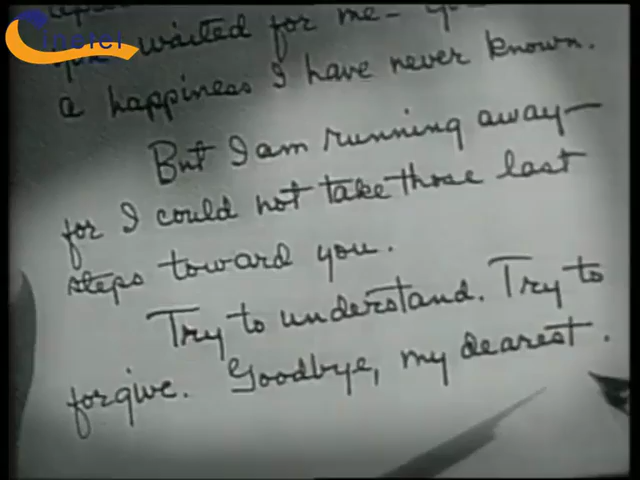 waited for me-
a happiness I have never known.
But I am running away—
for I could not take those last
steps toward you.
Try to understand. Try to
forgive. Goodbye, my dearest.